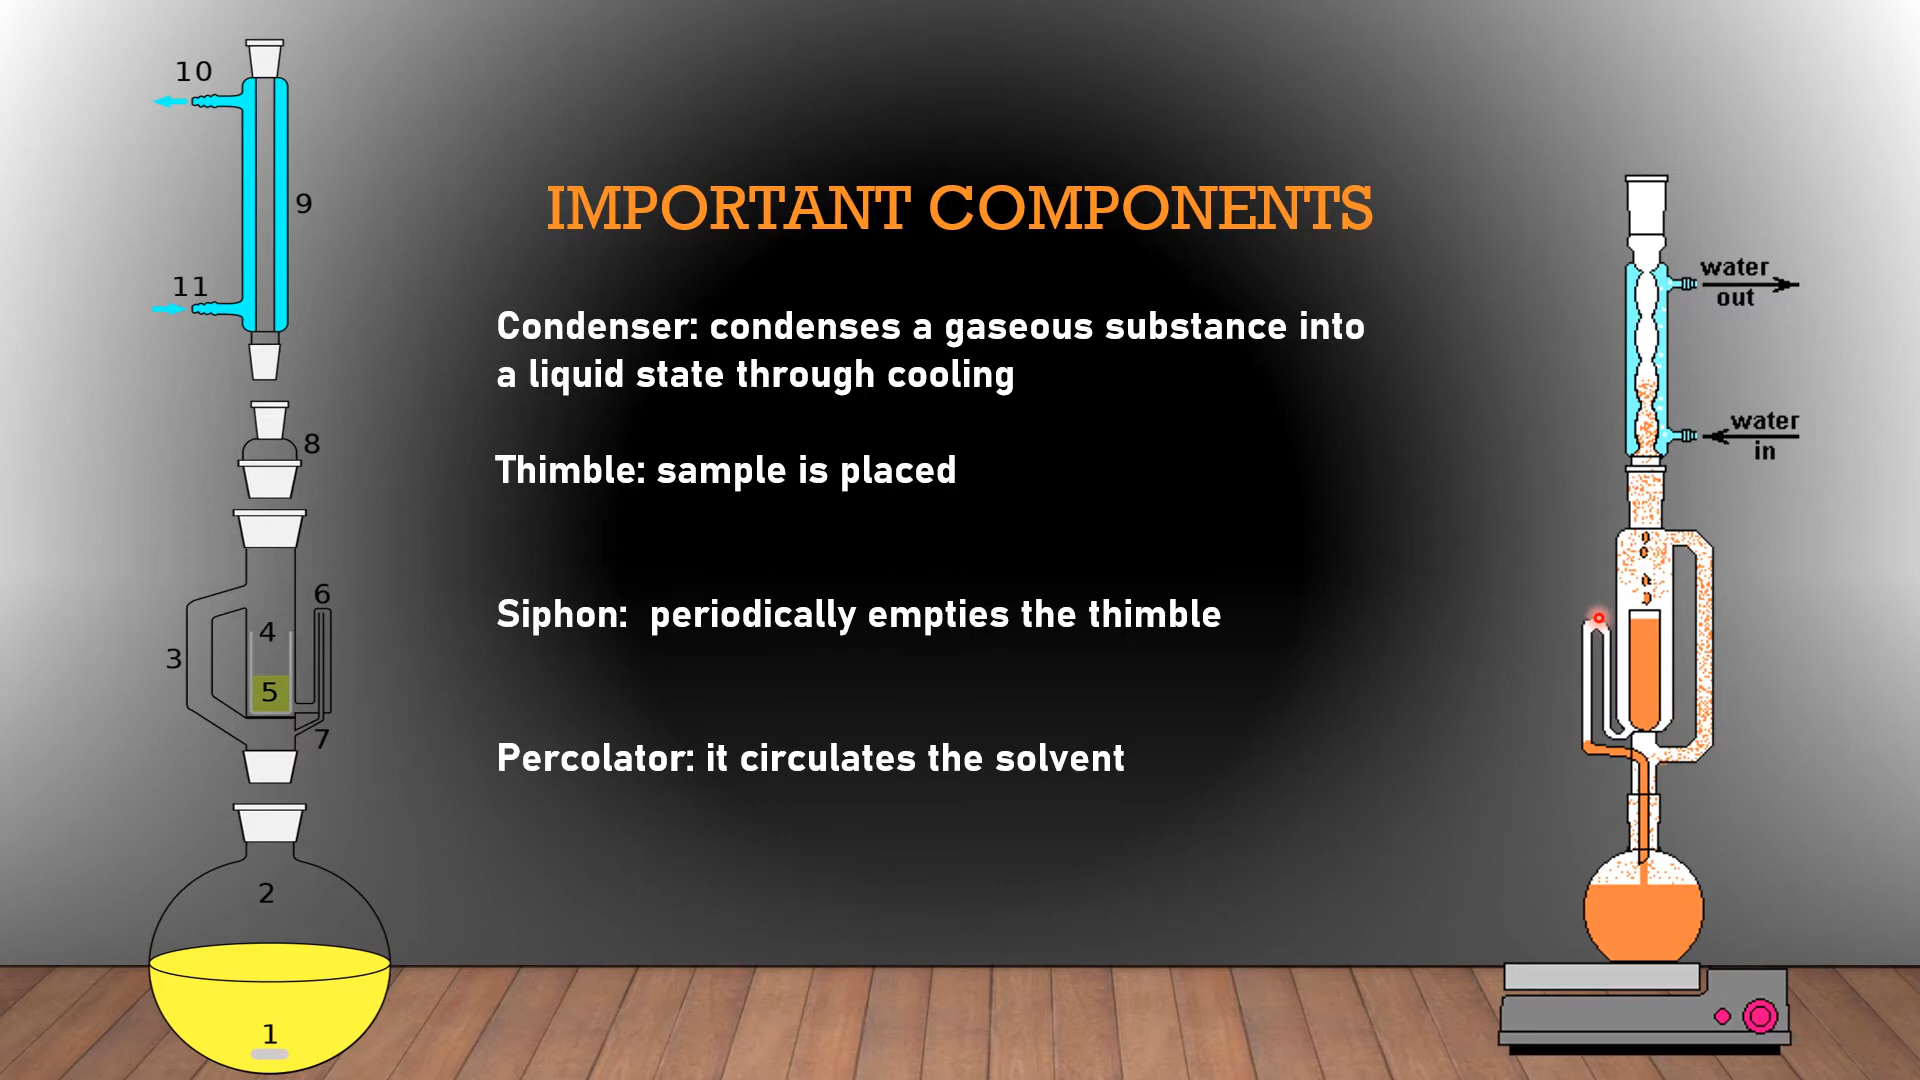 IMPORTANT COMPONENTS
Condenser: condenses a gaseous substance into
a liquid state through cooling
Thimble: sample is placed
Siphon:  periodically empties the thimble
Percolator: it circulates the solvent
10
9
11
8
6
4
3
5
7
2
1
water
out
water
in